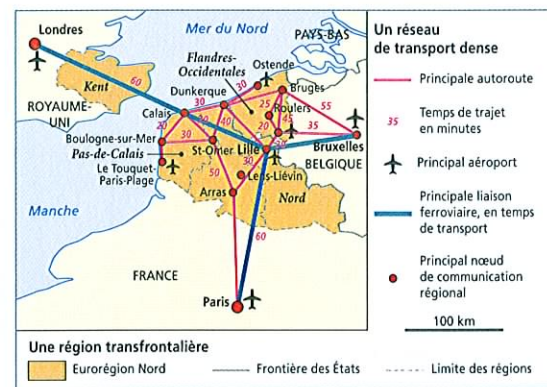 Mer du Nord
Londres
PAYS-BAS
Flandres-
Occidentales
Ostende
60
Kent
Dunkerque
30
30
Bruges
Calais
25
55
Roulers
ROYAUME-
UNI
20
40
45
20
35
Boulogne-sur-Mer
30
St-Omer
Lille
Bruxelles
Pas-de-Calais
BELGIQUE
Le Touquet-
Paris-Plage
Lens-Liévin
30
50
Manche
Arras
Nord
60
FRANCE
Paris
Un réseau
de transport dense
Principale autoroute
35
Temps de trajet
en minutes
Principal aéroport
Principale liaison
ferroviaire, en temps
de transport
Principal nœud
de communication
régional
100 km
Une région transfrontalière
Eurorégion Nord
Frontière des États
Limite des régions